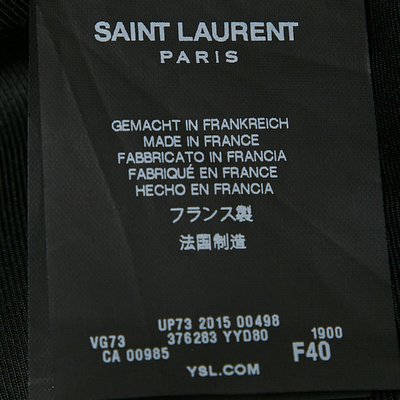 SAINT LAURENT
PARIS
GEMACHT IN FRANKREICH
MADE IN FRANCE
FABBRICATO IN FRANCIA
FABRIQUÉ EN FRANCE
HECHO EN FRANCIA
フランス製
法国制造
UP73 2015 00498
VG73 376283 YYD80 1900
CA 00985 F40
YSL.COM